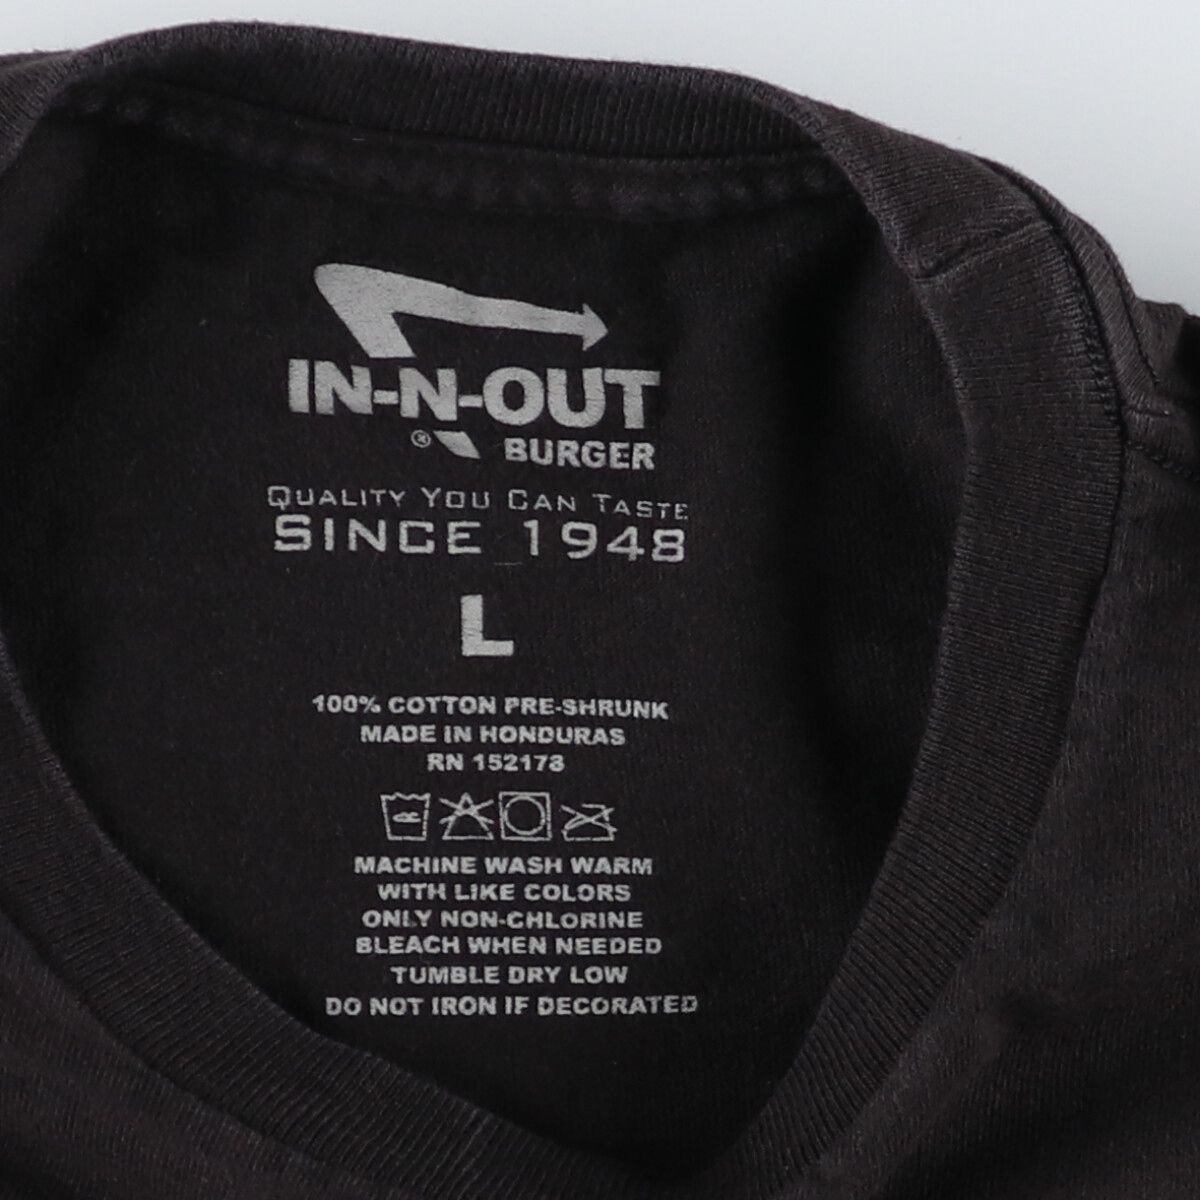 IN-N-OUT
® BURGER
QUALITY YOU CAN TASTE
SINCE 1948
L
100% COTTON PRE-SHRUNK
MADE IN HONDURAS
RN 152178
MACHINE WASH WARM
WITH LIKE COLORS
ONLY NON-CHLORINE
BLEACH WHEN NEEDED
TUMBLE DRY LOW
DO NOT IRON IF DECORATED